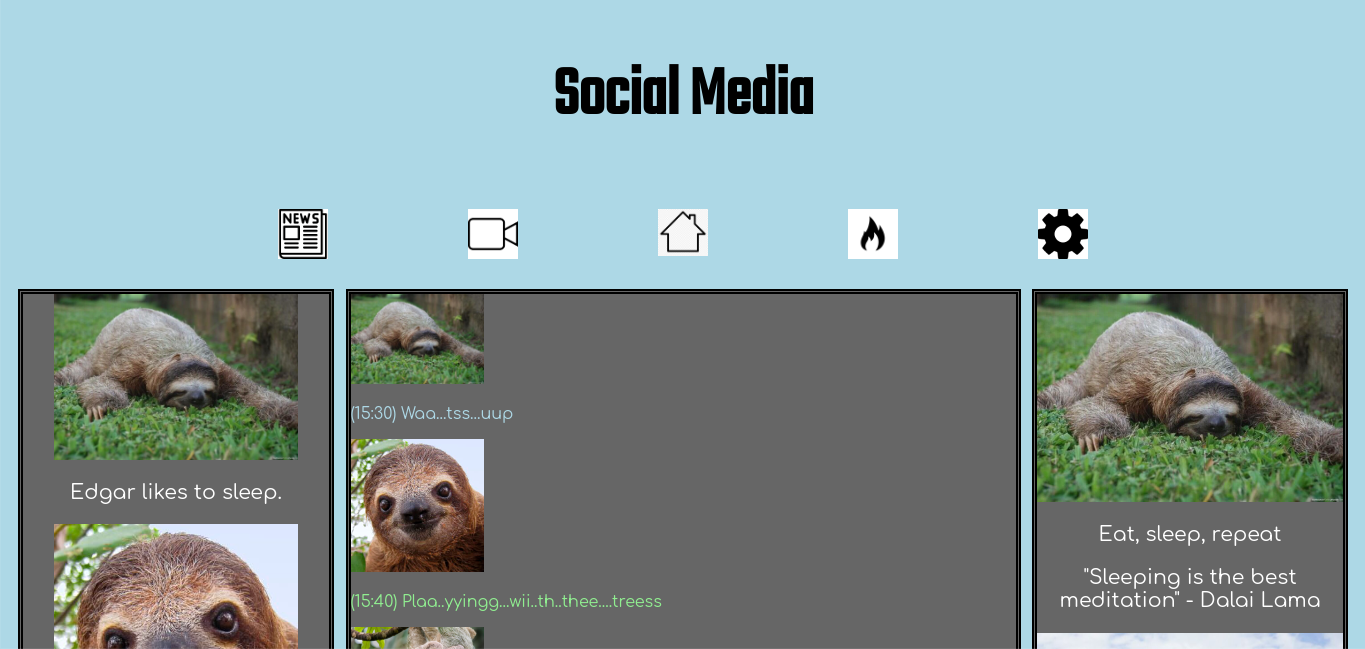 Social Media
NEWS
Edgar likes to sleep.
(15:30) Waa...tss...uup
(15:40) Plaa..yyingg...wii..th..thee....treess
Eat, sleep, repeat
"Sleeping is the best
meditation" - Dalai Lama